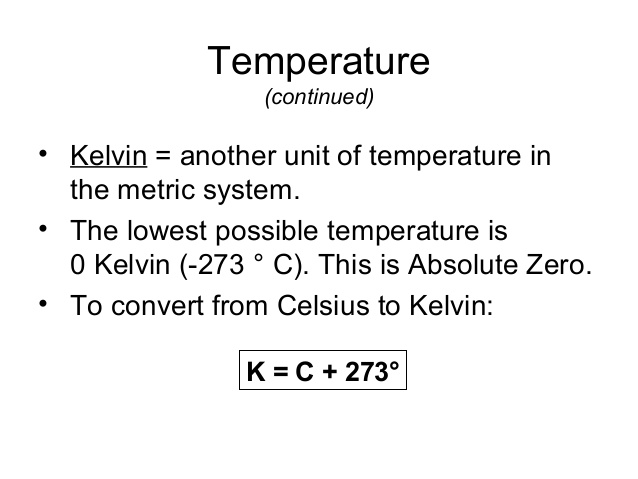 Temperature
(continued)
• Kelvin = another unit of temperature in
the metric system.
• The lowest possible temperature is
0 Kelvin (-273 ° C). This is Absolute Zero.
• To convert from Celsius to Kelvin:
K = C + 273°